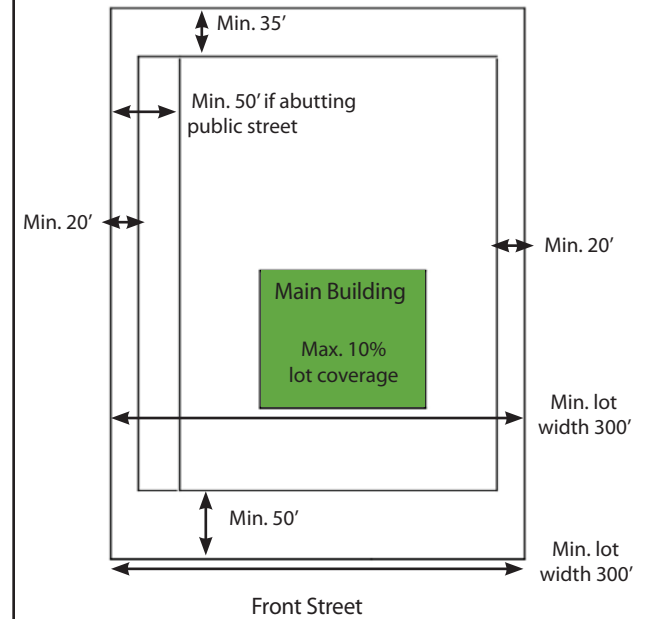 Min. 35’
Min. 50’ if abutting
public street
Min. 20’
Min. 20’
Main Building
Max. 10%
lot coverage
Min. lot
width 300’
Min. 50’
Min. lot
width 300’
Front Street